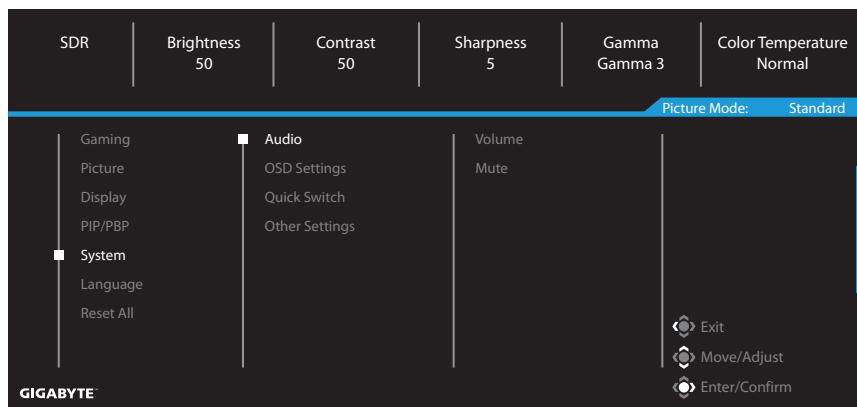 SDR
Brightness
50
Contrast
50
Sharpness
5
Gamma
Gamma 3
Color Temperature
Normal
Picture Mode: Standard
Gaming
Picture
Display
PIP/PBP
System
Language
Reset All
Audio
OSD Settings
Quick Switch
Other Settings
Volume
Mute
Exit
Move/Adjust
Enter/Confirm
GIGABYTE™